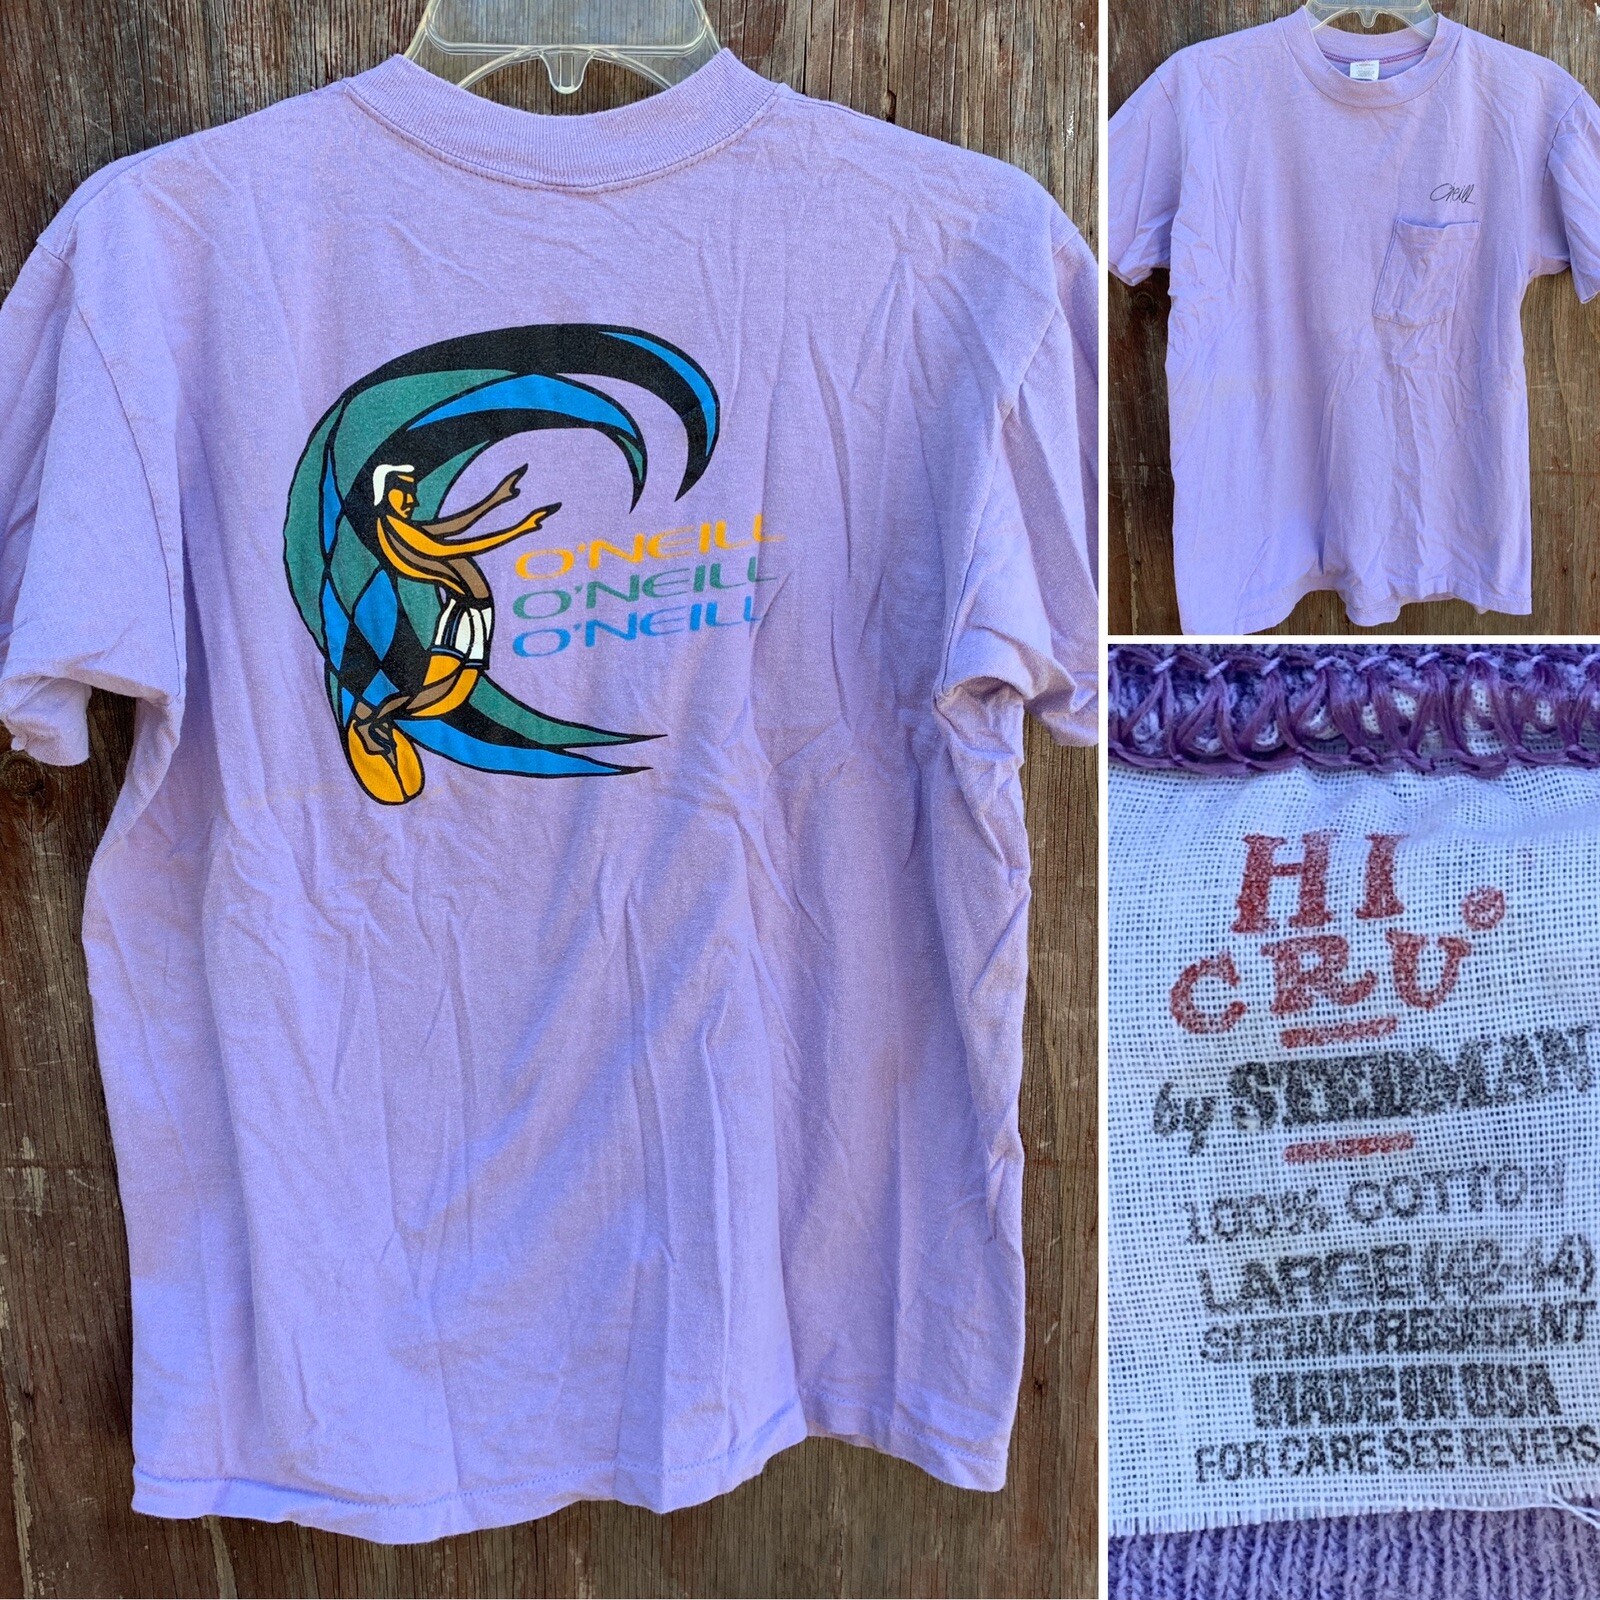 O'NEILL
O'NEILL
O'NEILL
O'Neill
HI
CRU.
by STEDMAN
100% COTTON
LARGE (42-44)
SHRINK RESISTANT
MADE IN USA
FOR CARE SEE REVERS